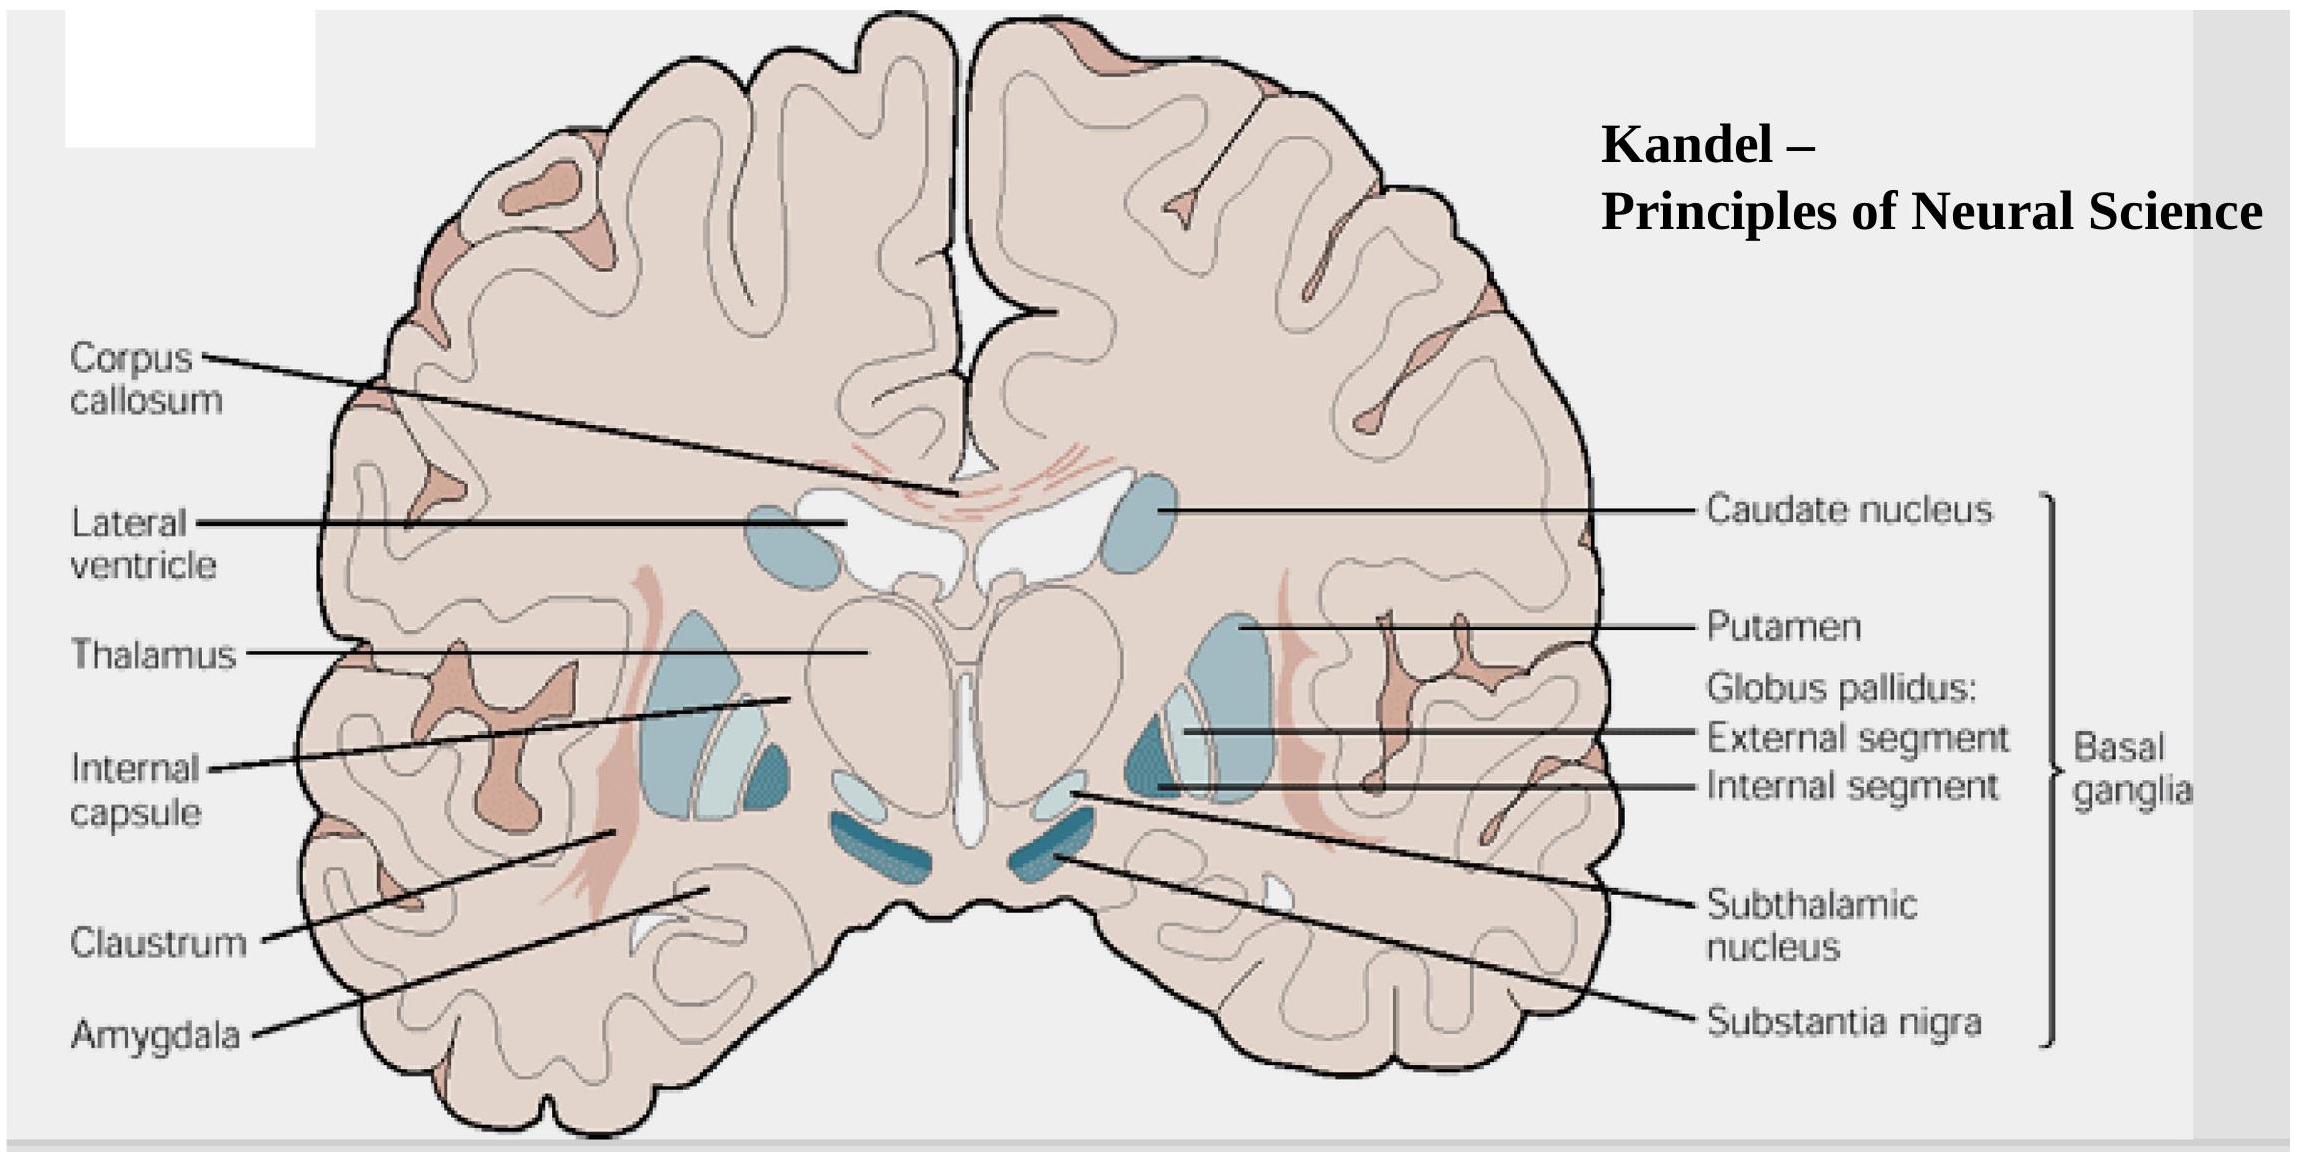 Kandel –
Principles of Neural Science
Corpus
callosum
Lateral
ventricle
Thalamus
Internal
capsule
Claustrum
Amygdala
Caudate nucleus
Putamen
Globus pallidus:
External segment
Internal segment
Subthalamic
nucleus
Substantia nigra
Basal
ganglia